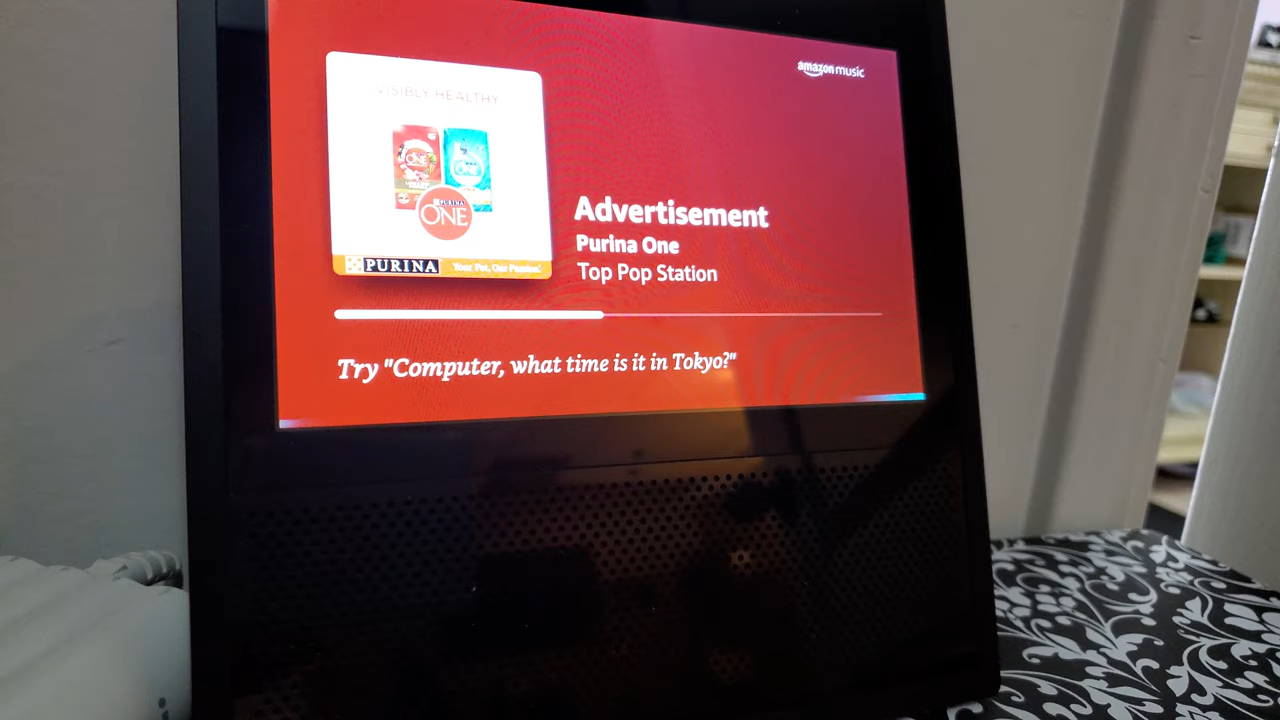 amazon music
VISIBLY HEALTHY
ONE
ONE
PURINA
ONE
PURINA Your Pet, Our Passion.
Advertisement
Purina One
Top Pop Station
Try "Computer, what time is it in Tokyo?"